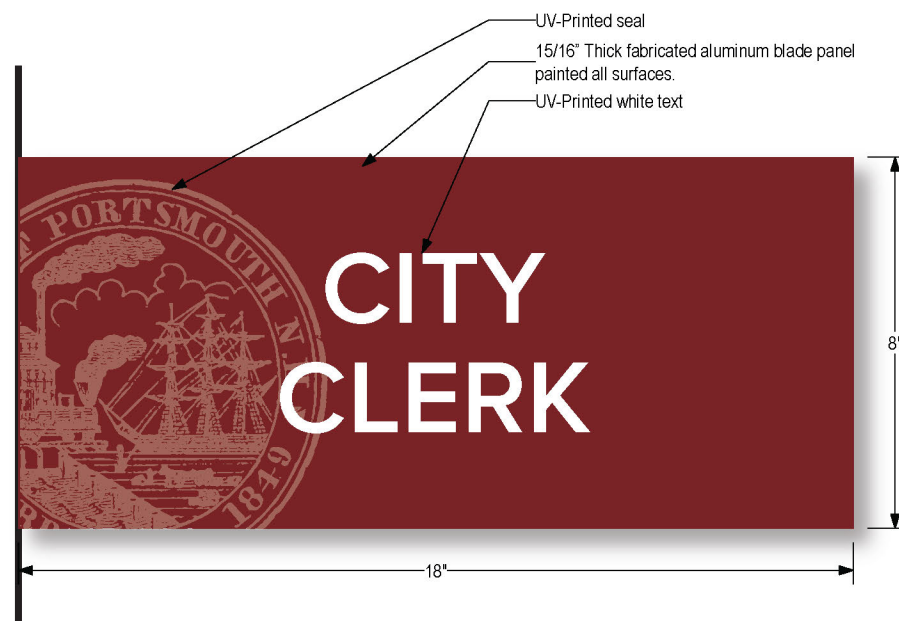 UV-Printed seal
15/16” Thick fabricated aluminum blade panel
painted all surfaces.
UV-Printed white text
PORTSMOUTH N.
1849
CITY
CLERK
8"
18"